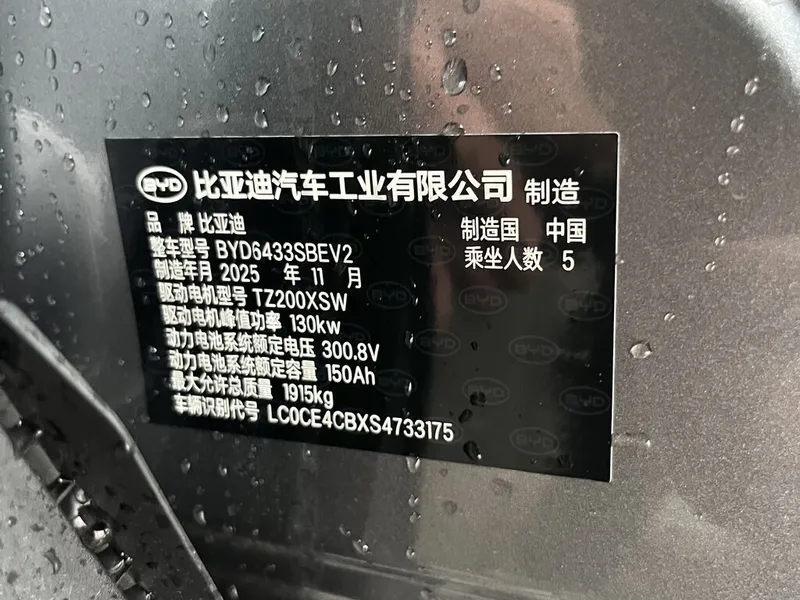 BYD 比亚迪汽车工业有限公司 制造
品 牌 比亚迪
制造国 中国
整车型号 BYD6433SBEV2
乘坐人数 5
制造年月 2025 年 11 月
驱动电机型号 TZ200XSW
驱动电机峰值功率 130kw
动力电池系统额定电压 300.8V
动力电池系统额定容量 150Ah
最大允许总质量 1915kg
车辆识别代号 LC0CE4CBXS4733175